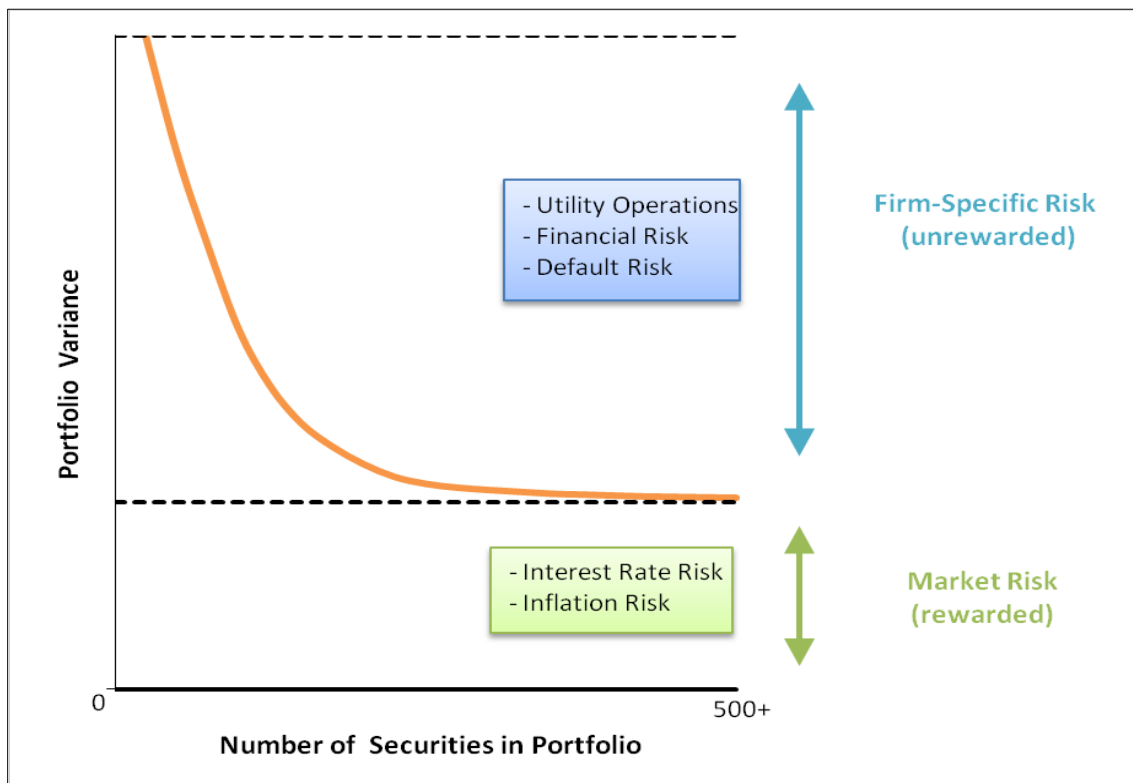 Portfolio Variance
- Utility Operations
- Financial Risk
- Default Risk
Firm-Specific Risk
(unrewarded)
- Interest Rate Risk
- Inflation Risk
Market Risk
(rewarded)
0
500+
Number of Securities in Portfolio